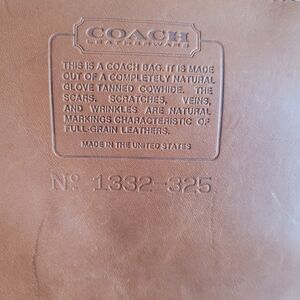 COACH
LEATHERWARE
THIS IS A COACH BAG. IT IS MADE
OUT OF A COMPLETELY NATURAL
GLOVE TANNED COWHIDE. THE
SCARS, SCRATCHES, VEINS,
AND WRINKLES ARE NATURAL
MARKINGS CHARACTERISTIC OF
FULL-GRAIN LEATHERS.
MADE IN THE UNITED STATES
Nº 1332-325